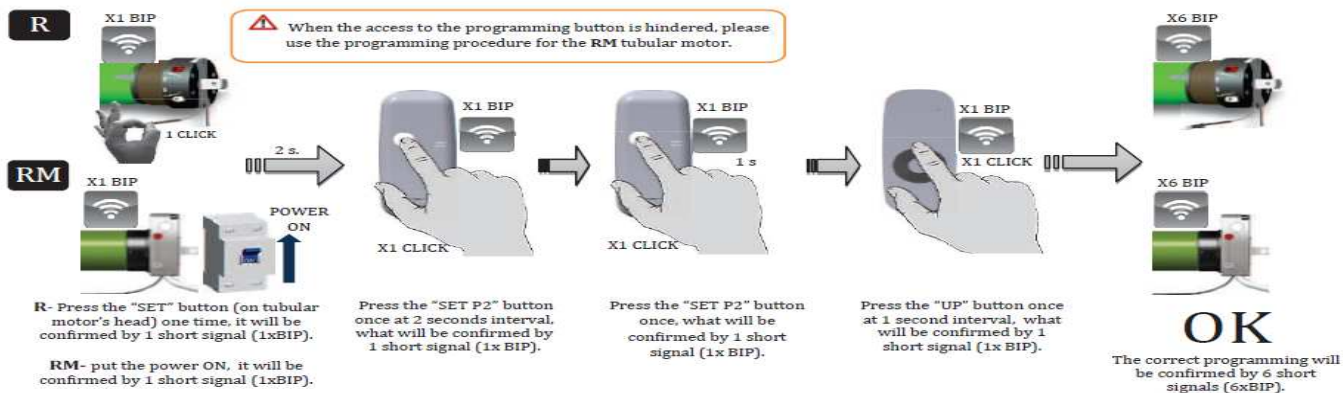 R
X1 BIP
When the access to the programming button is hindered, please
use the programming procedure for the RM tubular motor.
X6 BIP
1 CLICK
2 s.
X1 BIP
X1 CLICK
X1 BIP
1 s
X1 CLICK
X1 BIP
X1 CLICK
RM
X1 BIP
POWER
ON
X6 BIP
R- Press the "SET" button (on tubular
motor's head) one time, it will be
confirmed by 1 short signal (1xBIP).
RM- put the power ON, it will be
confirmed by 1 short signal (1xBIP).
Press the "SET P2" button
once at 2 seconds interval,
what will be confirmed by
1 short signal (1x BIP).
Press the "SET P2" button
once, what will be
confirmed by 1 short
signal (1x BIP).
Press the "UP" button once
at 1 second interval, what
will be confirmed by 1
short signal (1x BIP).
OK
The correct programming will
be confirmed by 6 short
signals (6xBIP).